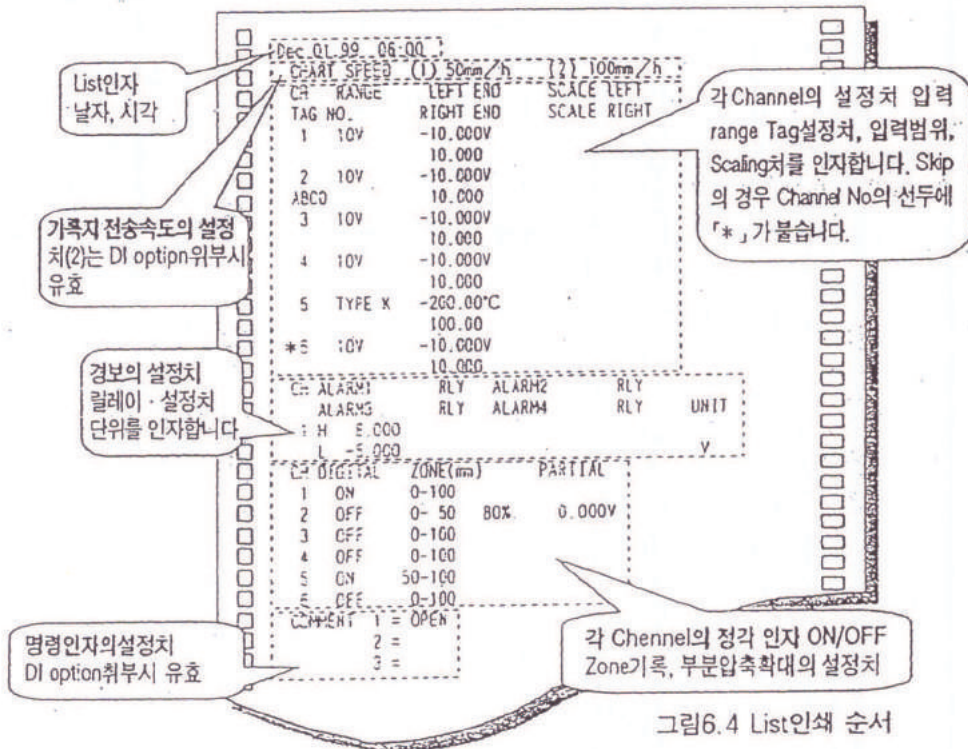 Dec 01.99 06:00
CHART SPEED (1) 50mm/h (2) 100mm/h
CH RANGE LEFT END SCALE LEFT
TAG NO. RIGHT END SCALE RIGHT
1 10V -10.000V
10.000
2 10V -10.000V
ABCD 10.000
3 10V -10.000V
10.000
4 10V -10.000V
10.000
5 TYPE K -200.00°C
100.00
*6 10V -10.000V
10.000
CH ALARM1 RLY ALARM2 RLY
ALARM3 RLY ALARM4 RLY UNIT
1 H 5.000
L -5.000 V
CH DIGITAL ZONE(mm) PARTIAL
1 ON 0-100
2 OFF 0- 50 80% 0.000V
3 OFF 0-100
4 OFF 0-100
5 ON 50-100
6 OFF 0-100
COMMENT 1 = OPEN
2 =
3 =
List인자
날자, 시각
기록지 전송속도의 설정
치(2)는 DI optipn위부시
유효
경보의 설정치
릴레이 · 설정치
단위를 인자합니다
명령인자의설정치
DI option취부시 유효
각 Channel의 설정처 입력
range Tag설정치, 입력범위,
Scaling치를 인자합니다. Skip
의 경우 Channel No의 선두에
「*」가 붙습니다.
각 Chennel의 정각 인자 ON/OFF
Zone기록, 부분압축확대의 설정치
그림6.4 List인쇄 순서